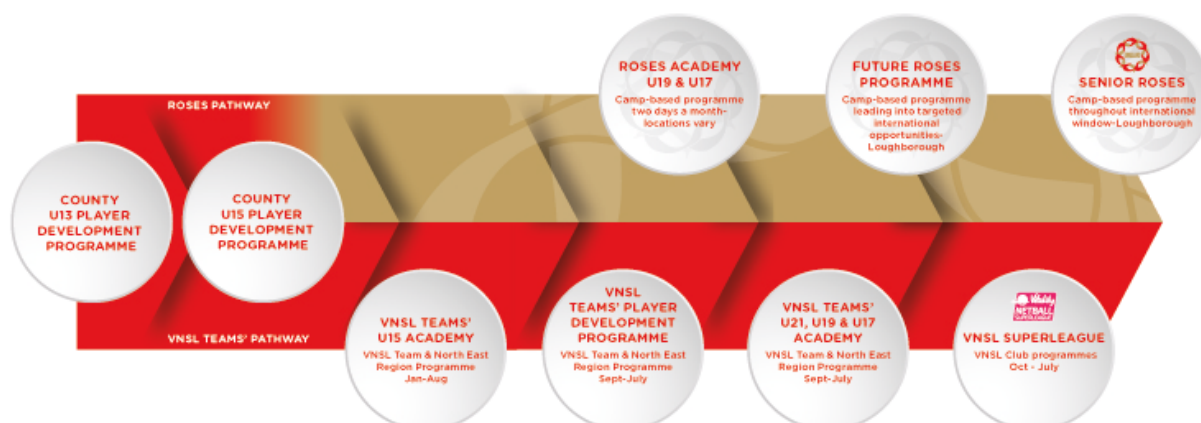 ROSES PATHWAY
COUNTY
U13 PLAYER
DEVELOPMENT
PROGRAMME
COUNTY
U15 PLAYER
DEVELOPMENT
PROGRAMME
ROSES ACADEMY
U19 & U17
Camp-based programme
two days a month-
locations vary
FUTURE ROSES
PROGRAMME
Camp-based programme
leading into targeted
international
opportunities-
Loughborough
SENIOR ROSES
Camp-based programme
throughout international
window-Loughborough
VNSL TEAMS' PATHWAY
VNSL TEAMS'
U15 ACADEMY
VNSL Team & North East
Region Programme
Jan-Aug
VNSL
TEAMS' PLAYER
DEVELOPMENT
PROGRAMME
VNSL Team & North East
Region Programme
Sept-July
VNSL TEAMS'
U21, U19 & U17
ACADEMY
VNSL Team & North East
Region Programme
Sept-July
Vitality
NETBALL
SUPERLEAGUE
VNSL SUPERLEAGUE
VNSL Club programmes
Oct - July